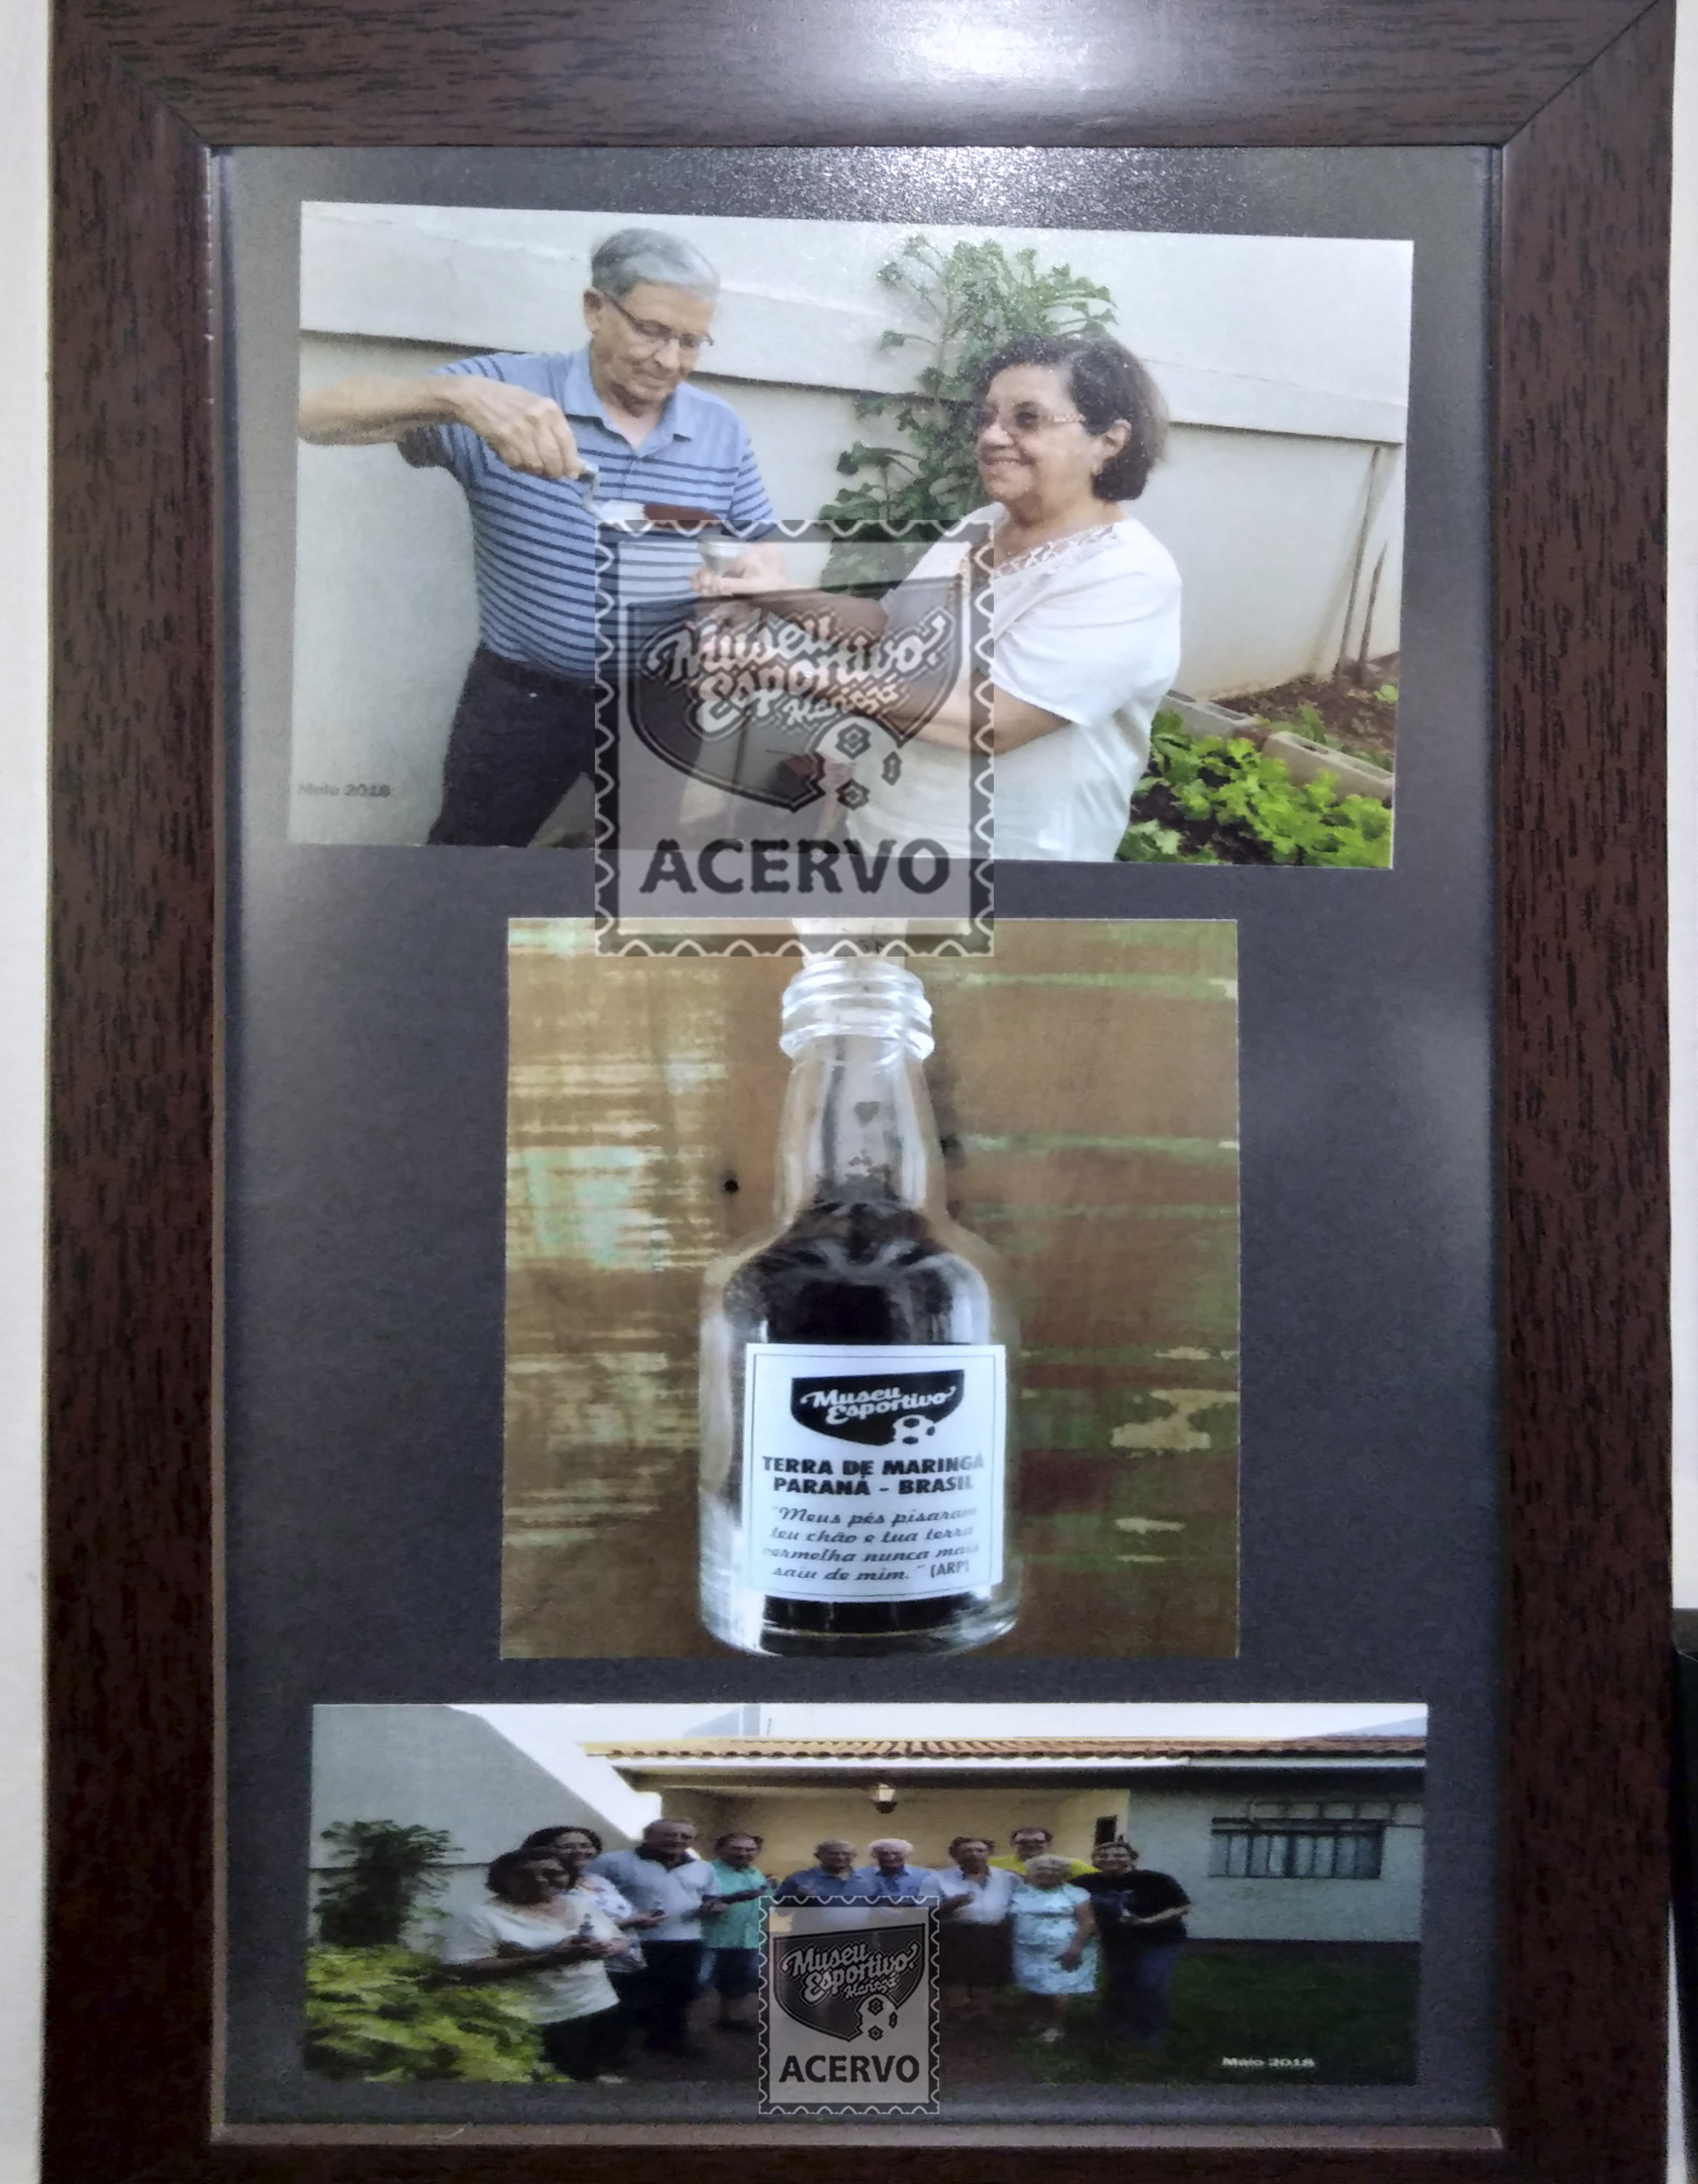 Maio 2018
Museu
Esportivo!
Maringá
ACERVO
Museu
Esportivo
TERRA DE MARINGÁ
PARANÁ - BRASIL
"Meus pés pisaram
teu chão e tua terra
vermelha nunca mais
saiu de mim." (ARP)
Museu
Esportivo!
Maringá
ACERVO
Maio 2018